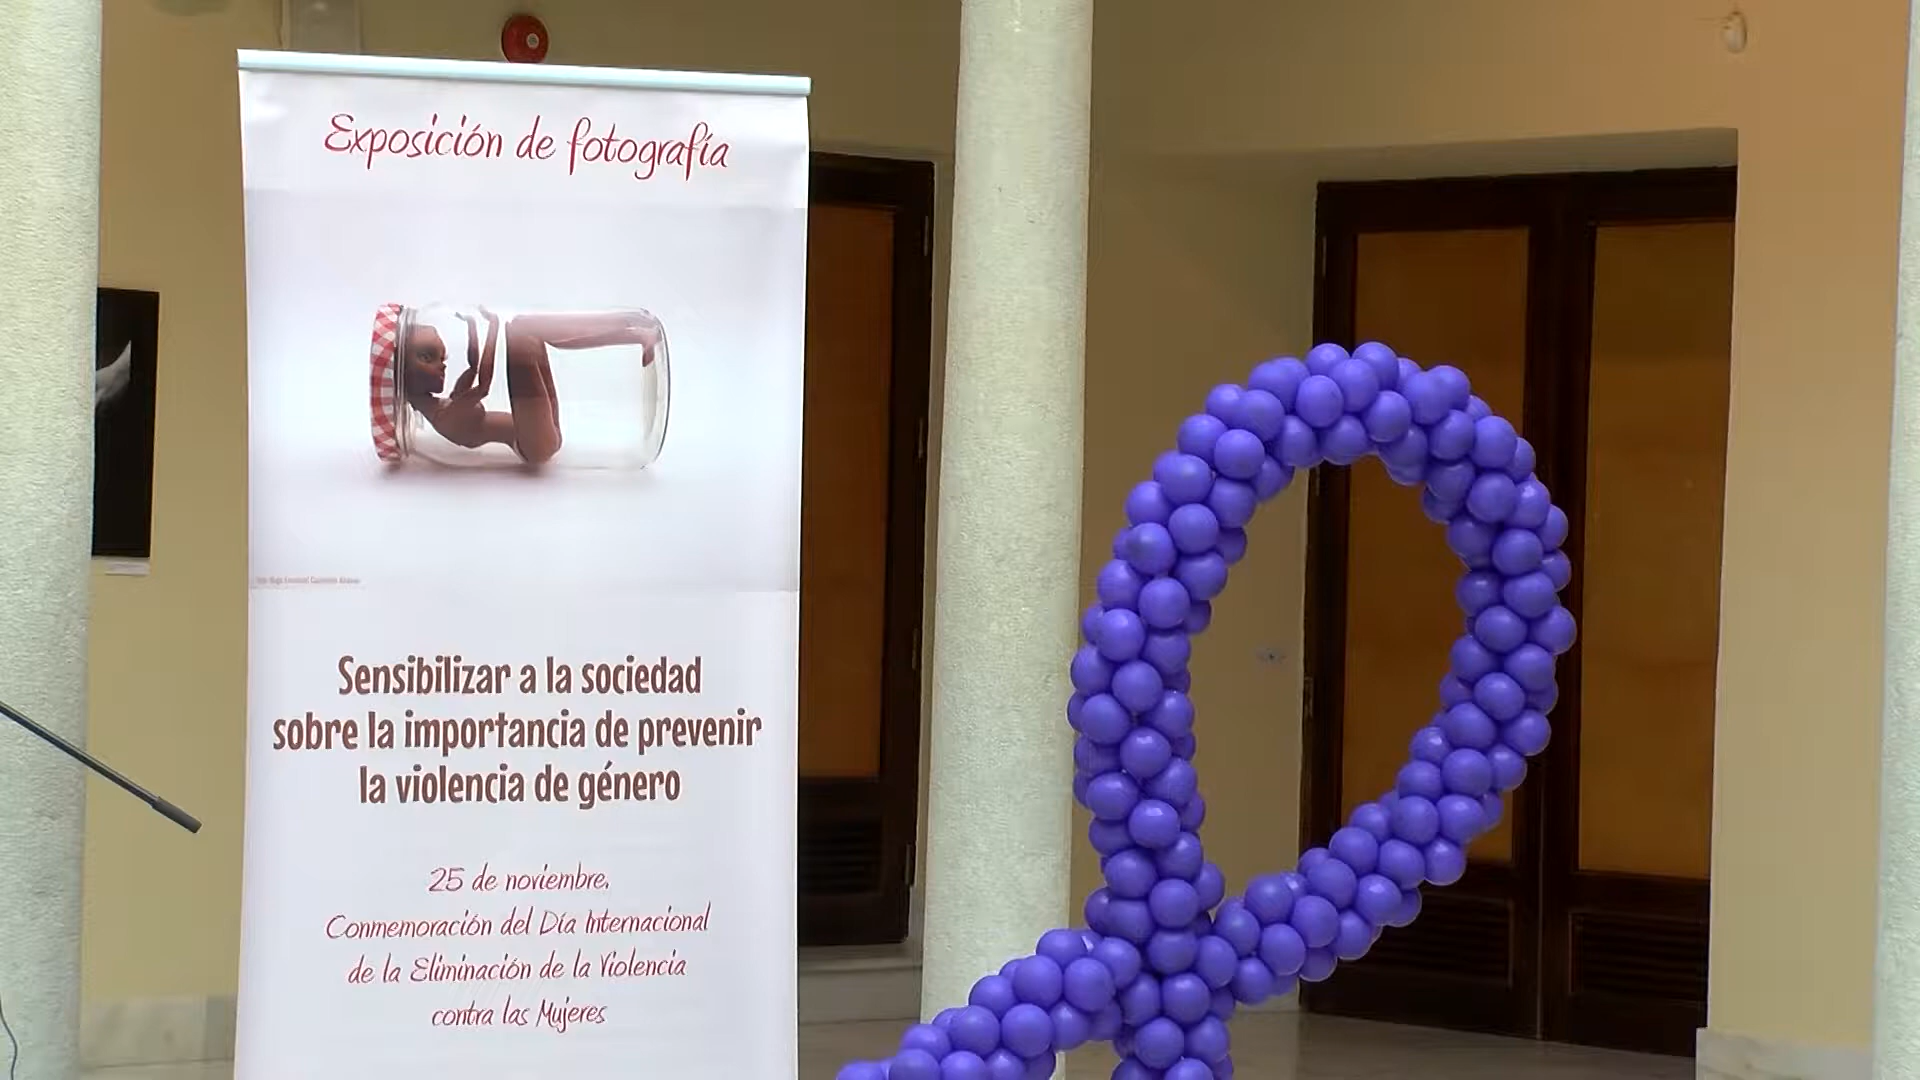 Exposición de fotografía
Sensibilizar a la sociedad
sobre la importancia de prevenir
la violencia de género
25 de noviembre,
Conmemoración del Día Internacional
de la Eliminación de la Violencia
contra las Mujeres